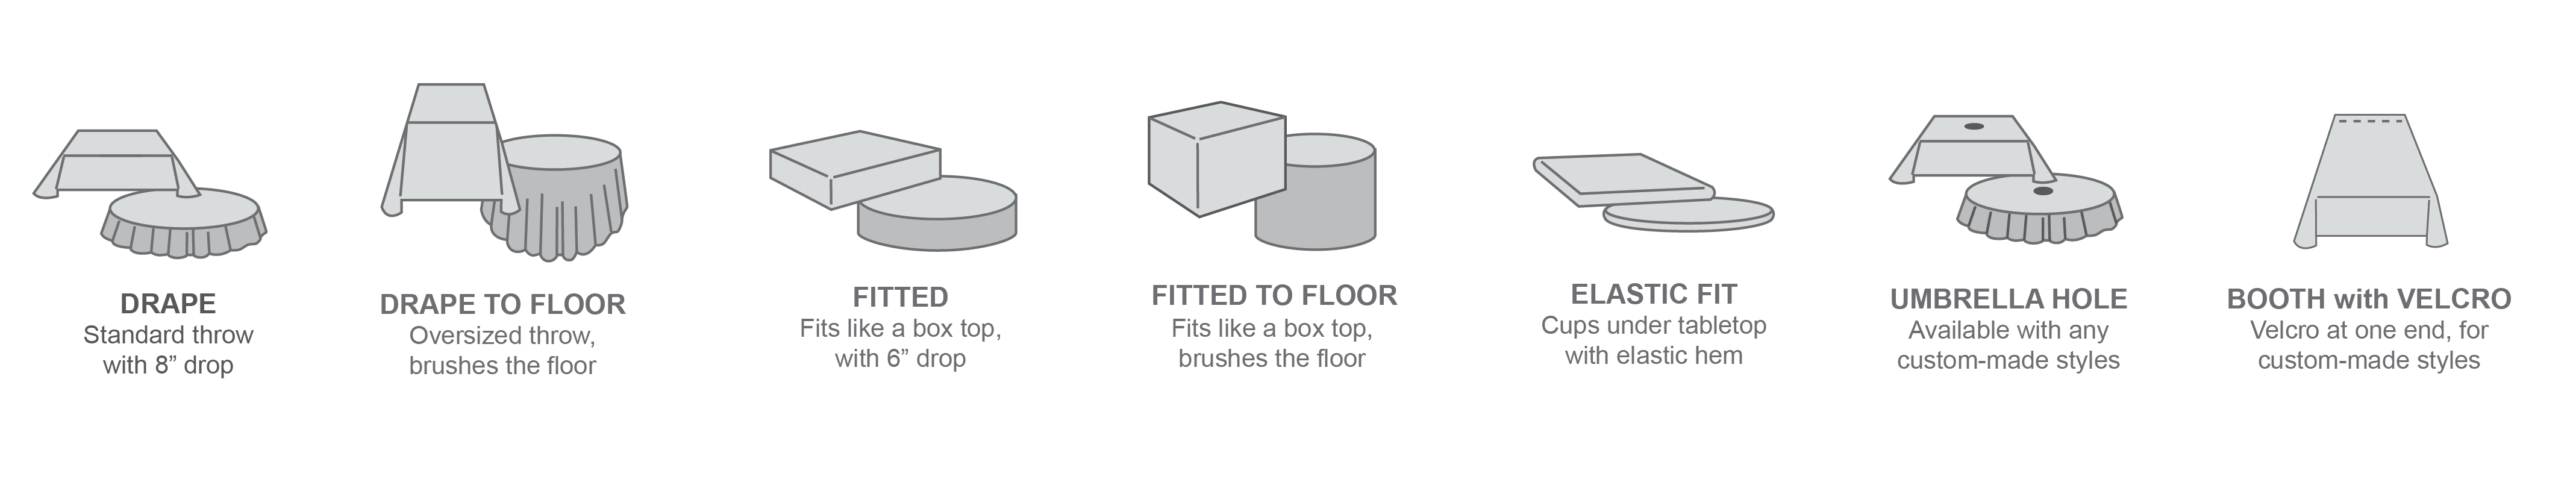 DRAPE
Standard throw
with 8” drop
DRAPE TO FLOOR
Oversized throw,
brushes the floor
FITTED
Fits like a box top,
with 6” drop
FITTED TO FLOOR
Fits like a box top,
brushes the floor
ELASTIC FIT
Cups under tabletop
with elastic hem
UMBRELLA HOLE
Available with any
custom-made styles
BOOTH with VELCRO
Velcro at one end, for
custom-made styles